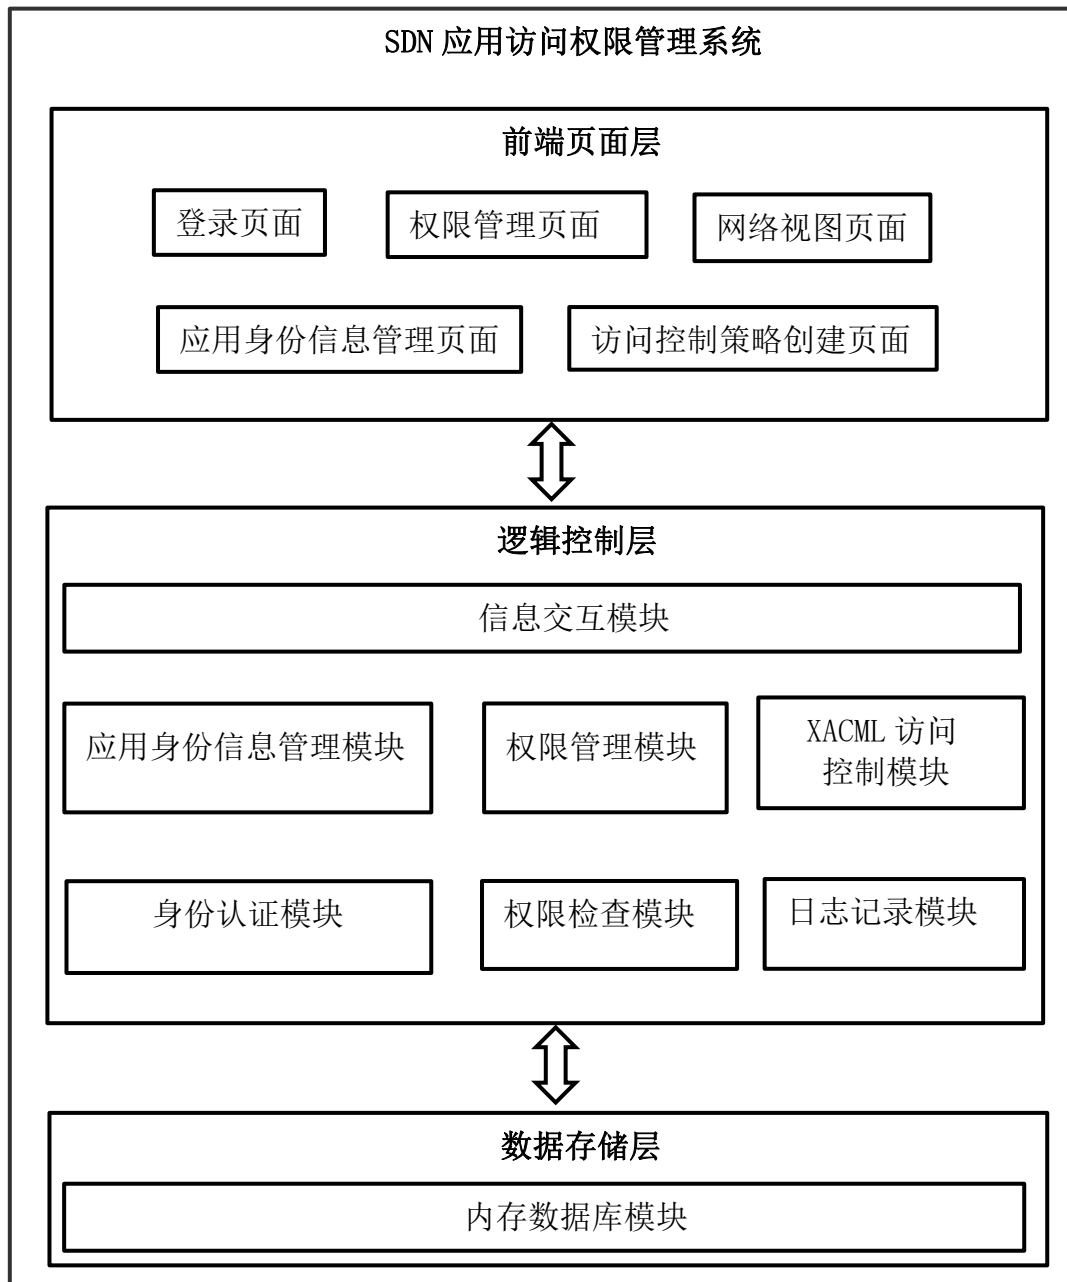 SDN 应用访问权限管理系统
前端页面层
登录页面
权限管理页面
网络视图页面
应用身份信息管理页面
访问控制策略创建页面
逻辑控制层
信息交互模块
应用身份信息管理模块
权限管理模块
XACML 访问
控制模块
身份认证模块
权限检查模块
日志记录模块
数据存储层
内存数据库模块